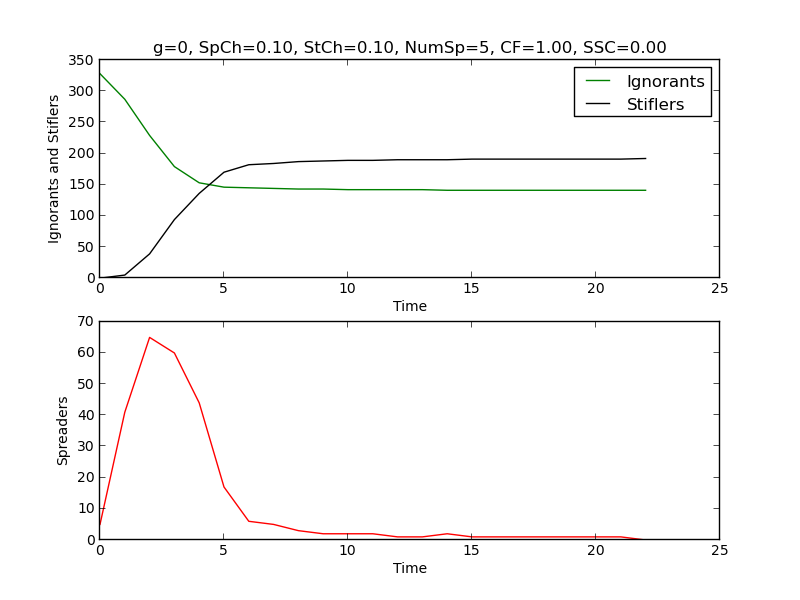 g=0, SpCh=0.10, StCh=0.10, NumSp=5, CF=1.00, SSC=0.00
350
300
250
200
150
100
50
0
Ignorants and Stiflers
Ignorants
Stiflers
0 5 10 15 20 25
Time
70
60
50
40
30
20
10
0
Spreaders
0 5 10 15 20 25
Time